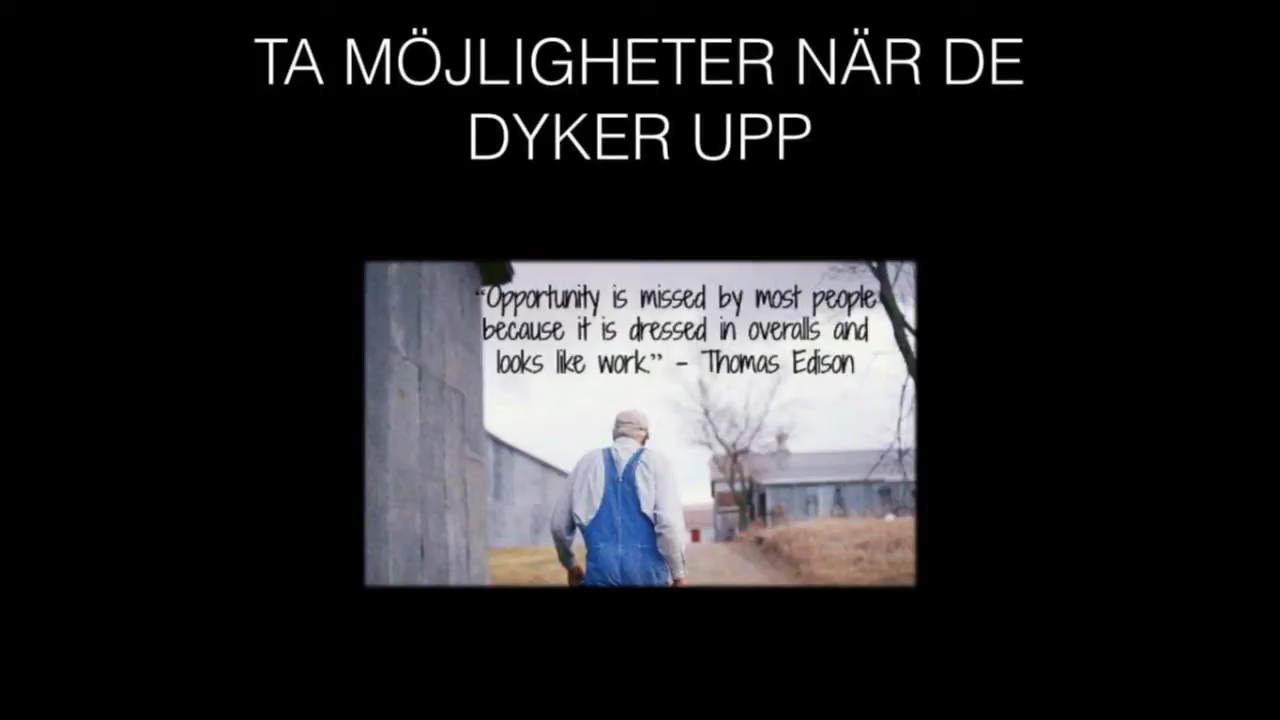 TA MÖJLIGHETER NÄR DE
DYKER UPP
“Opportunity is missed by most people
because it is dressed in overalls and
looks like work.” - Thomas Edison